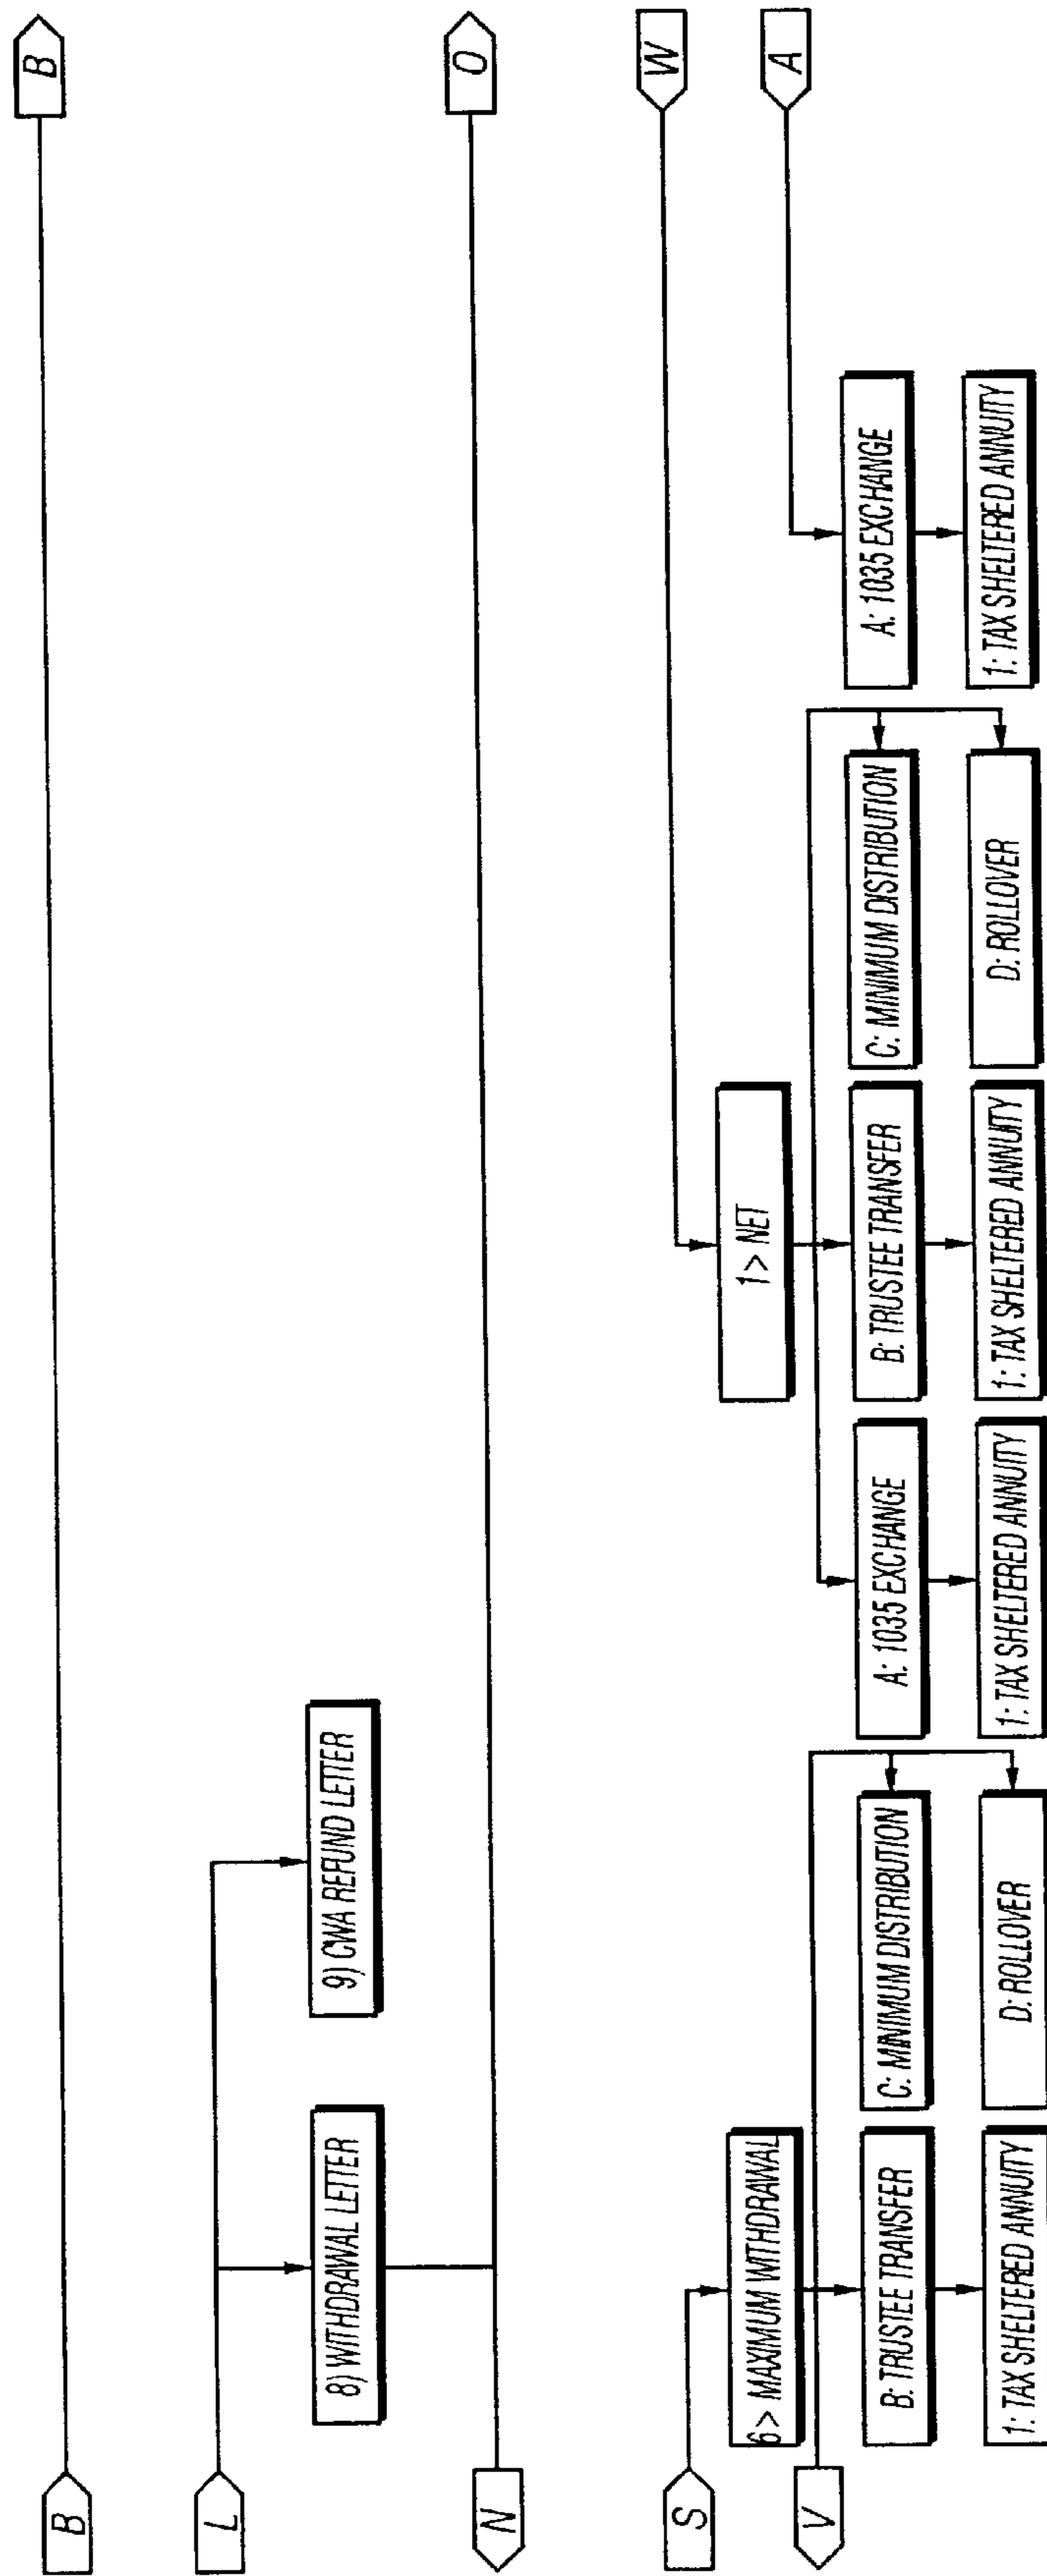 B
B
L
8) WITHDRAWAL LETTER
9) CWA REFUND LETTER
N
O
S
W
6> MAXIMUM WITHDRAWAL
1> NET
V
A
B: TRUSTEE TRANSFER
C: MINIMUM DISTRIBUTION
A: 1035 EXCHANGE
B: TRUSTEE TRANSFER
C: MINIMUM DISTRIBUTION
A: 1035 EXCHANGE
1: TAX SHELTERED ANNUITY
D: ROLLOVER
1: TAX SHELTERED ANNUITY
1: TAX SHELTERED ANNUITY
D: ROLLOVER
1: TAX SHELTERED ANNUITY